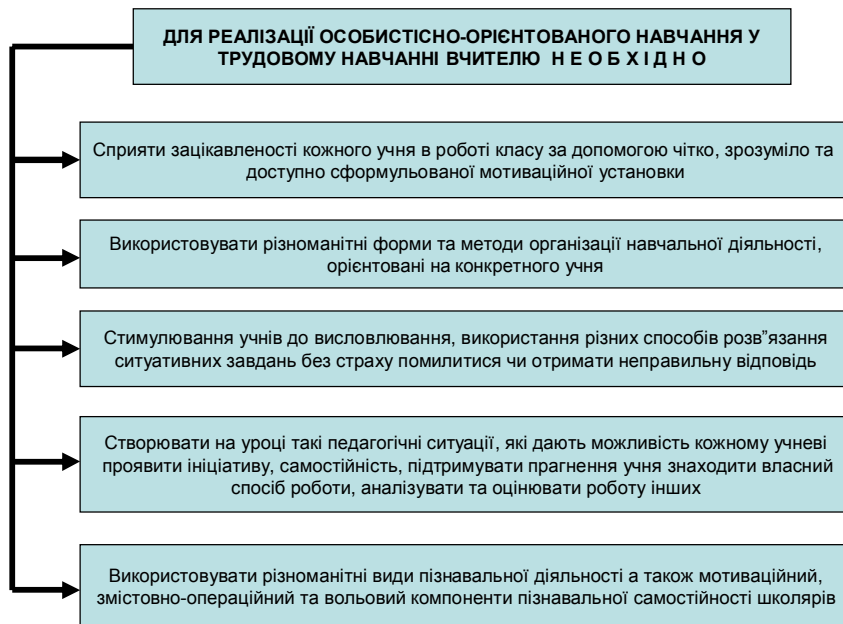 ДЛЯ РЕАЛІЗАЦІЇ ОСОБИСТІСНО-ОРІЄНТОВАНОГО НАВЧАННЯ У
ТРУДОВОМУ НАВЧАННІ ВЧИТЕЛЮ Н Е О Б Х І Д Н О
Сприяти зацікавленості кожного учня в роботі класу за допомогою чітко, зрозуміло та
доступно сформульованої мотиваційної установки
Використовувати різноманітні форми та методи організації навчальної діяльності,
орієнтовані на конкретного учня
Стимулювання учнів до висловлювання, використання різних способів розв"язання
ситуативних завдань без страху помилитися чи отримати неправильну відповідь
Створювати на уроці такі педагогічні ситуації, які дають можливість кожному учневі
проявити ініціативу, самостійність, підтримувати прагнення учня знаходити власний
спосіб роботи, аналізувати та оцінювати роботу інших
Використовувати різноманітні види пізнавальної діяльності а також мотиваційний,
змістовно-операційний та вольовий компоненти пізнавальної самостійності школярів